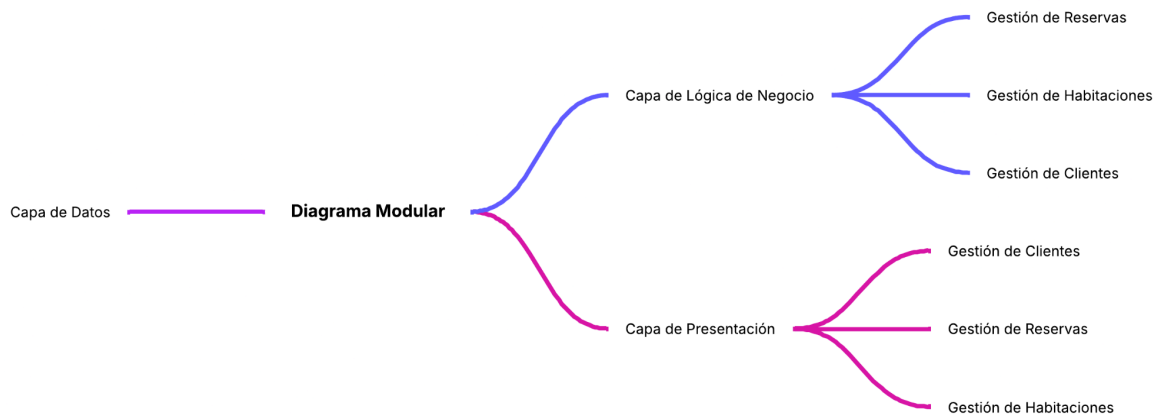 Capa de Datos
Diagrama Modular
Capa de Lógica de Negocio
Gestión de Reservas
Gestión de Habitaciones
Gestión de Clientes
Capa de Presentación
Gestión de Clientes
Gestión de Reservas
Gestión de Habitaciones